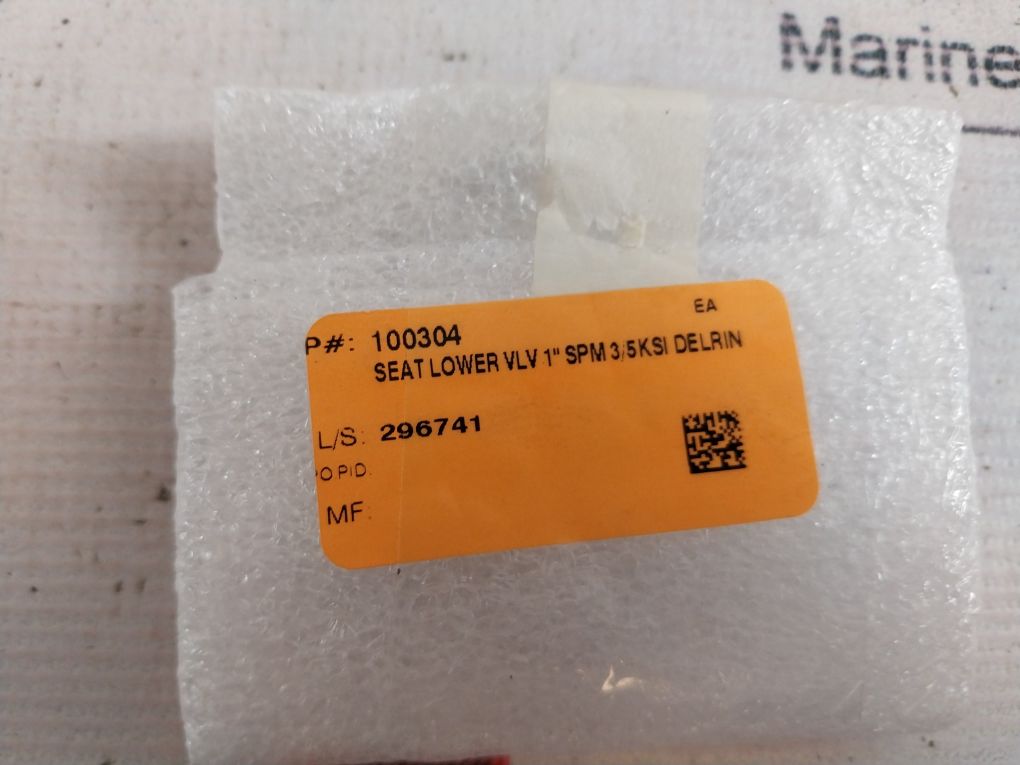 Marine
EA
P#: 100304
SEAT LOWER VLV 1" SPM 3/5KSI DELRIN
L/S: 296741
PO PID:
MF: